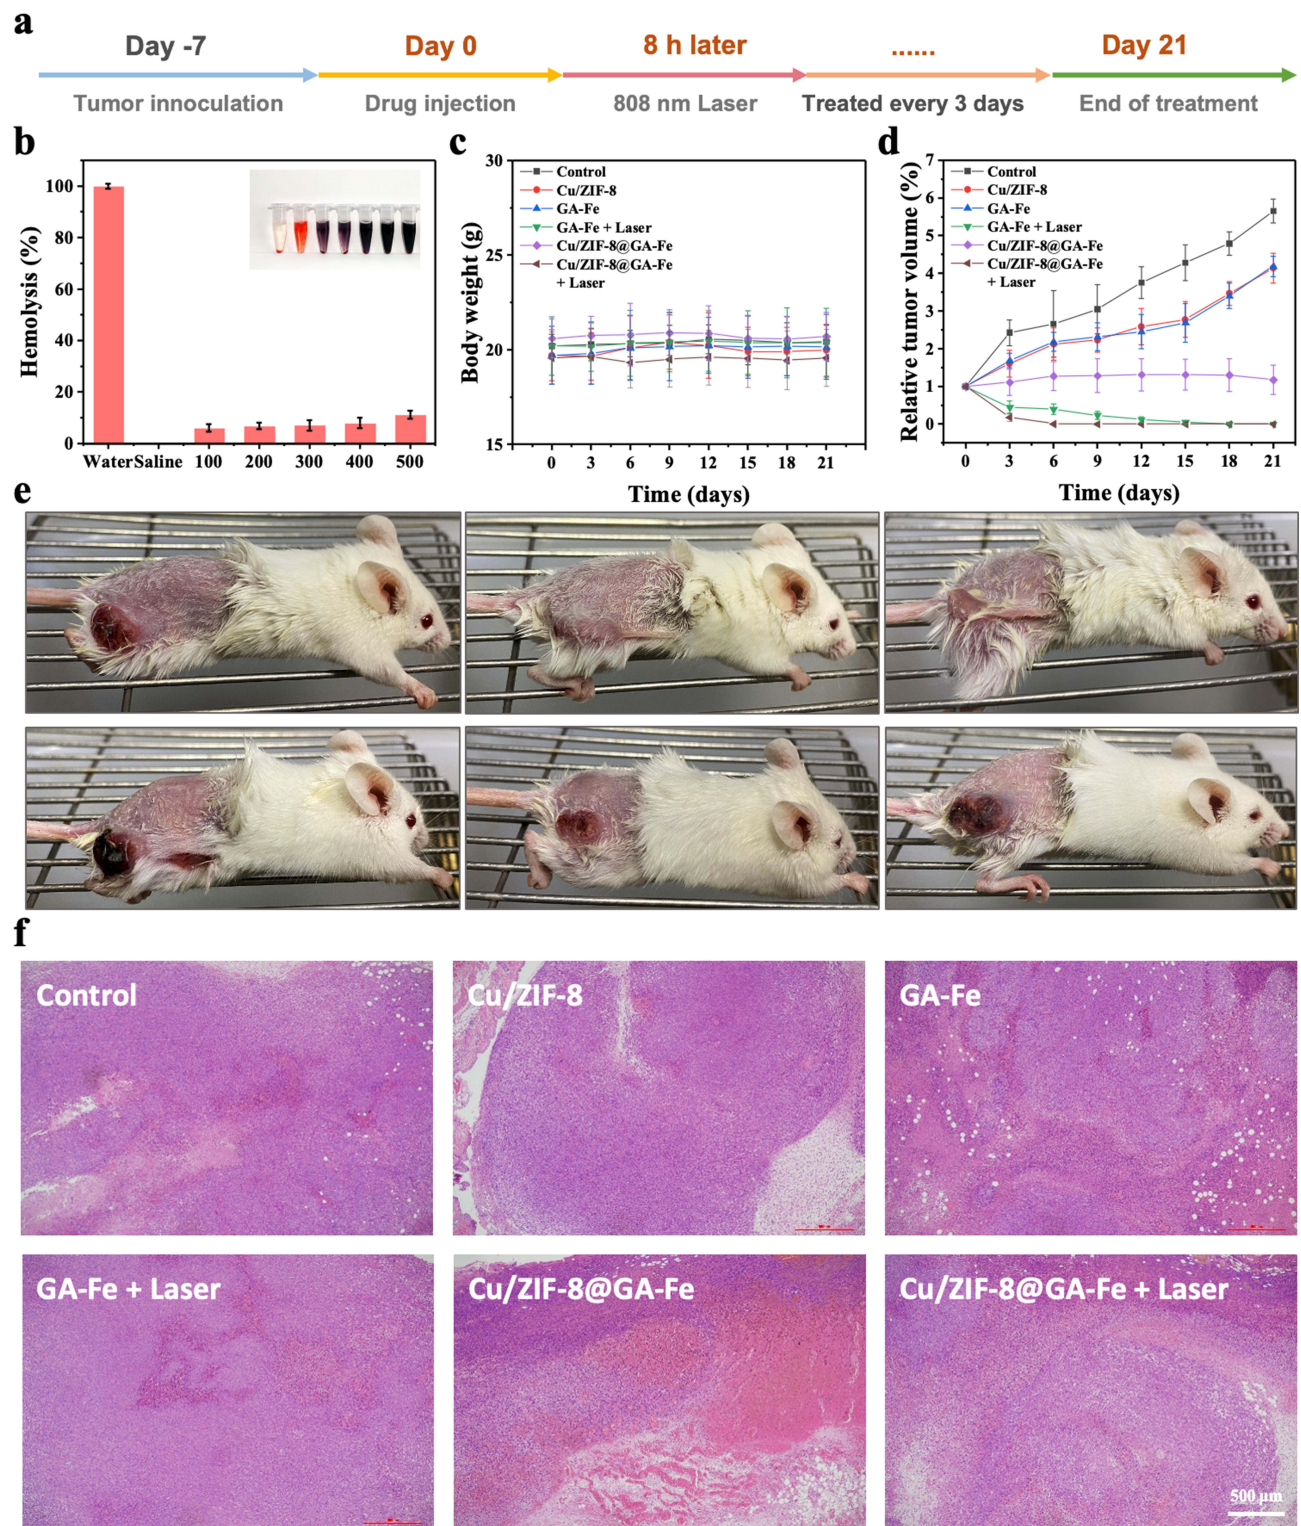 a
Day -7
Day 0
8 h later
......
Day 21
Tumor innoculation
Drug injection
808 nm Laser
Treated every 3 days
End of treatment
b
Hemolysis (%)
100
80
60
40
20
0
Water Saline 100 200 300 400 500
c
Body weight (g)
30
25
20
15
Control
Cu/ZIF-8
GA-Fe
GA-Fe + Laser
Cu/ZIF-8@GA-Fe
Cu/ZIF-8@GA-Fe
+ Laser
0 3 6 9 12 15 18 21
Time (days)
d
Relative tumor volume (%)
7
6
5
4
3
2
1
0
Control
Cu/ZIF-8
GA-Fe
GA-Fe + Laser
Cu/ZIF-8@GA-Fe
Cu/ZIF-8@GA-Fe
+ Laser
0 3 6 9 12 15 18 21
Time (days)
e
f
Control
Cu/ZIF-8
GA-Fe
GA-Fe + Laser
Cu/ZIF-8@GA-Fe
Cu/ZIF-8@GA-Fe + Laser
500 µm